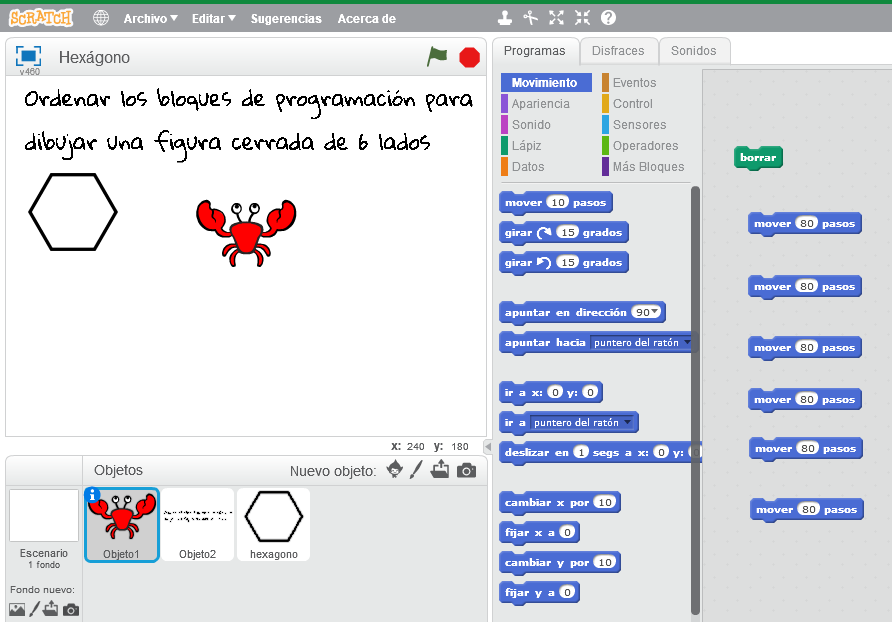 SCRATCH Archivo Editar Sugerencias Acerca de
v460 Hexágono
Ordenar los bloques de programación para
dibujar una figura cerrada de 6 lados
x: 240 y: 180
Objetos Nuevo objeto:
Escenario
1 fondo
Fondo nuevo:
Objeto1 Objeto2 hexagono
Programas Disfraces Sonidos
Movimiento Eventos
Apariencia Control
Sonido Sensores
Lápiz Operadores
Datos Más Bloques
mover 10 pasos
girar 15 grados
girar 15 grados
apuntar en dirección 90
apuntar hacia puntero del ratón
ir a x: 0 y: 0
ir a puntero del ratón
deslizar en 1 segs a x: 0 y: 0
cambiar x por 10
fijar x a 0
cambiar y por 10
fijar y a 0
borrar
mover 80 pasos
mover 80 pasos
mover 80 pasos
mover 80 pasos
mover 80 pasos
mover 80 pasos